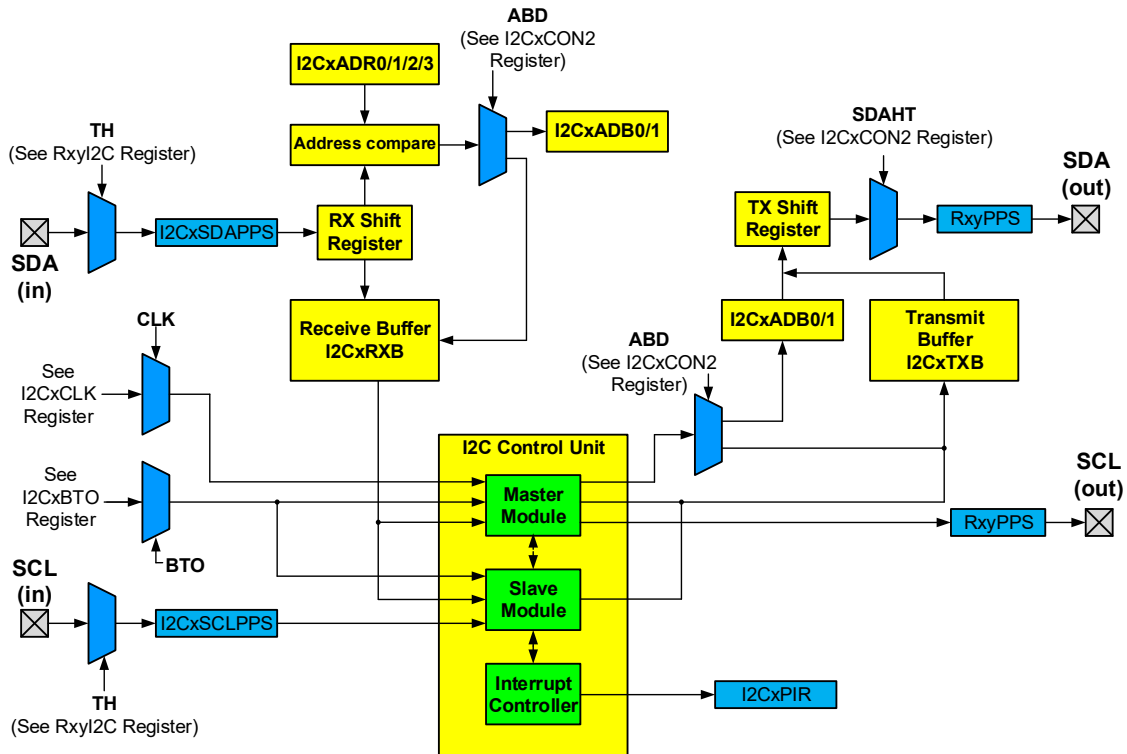 ABD
(See I2CxCON2
Register)
I2CxADR0/1/2/3
TH
(See RxyI2C Register)
Address compare
I2CxADB0/1
SDAHT
(See I2CxCON2 Register)
SDA
(out)
I2CxSDAPPS
RX Shift
Register
TX Shift
Register
RxyPPS
SDA
(in)
Receive Buffer
I2CxRXB
I2CxADB0/1
Transmit
Buffer
I2CxTXB
CLK
See
I2CxCLK
Register
ABD
(See I2CxCON2
Register)
I2C Control Unit
See
I2CxBTO
Register
Master
Module
SCL
(out)
RxyPPS
BTO
SCL
(in)
Slave
Module
I2CxSCLPPS
Interrupt
Controller
I2CxPIR
TH
(See RxyI2C Register)